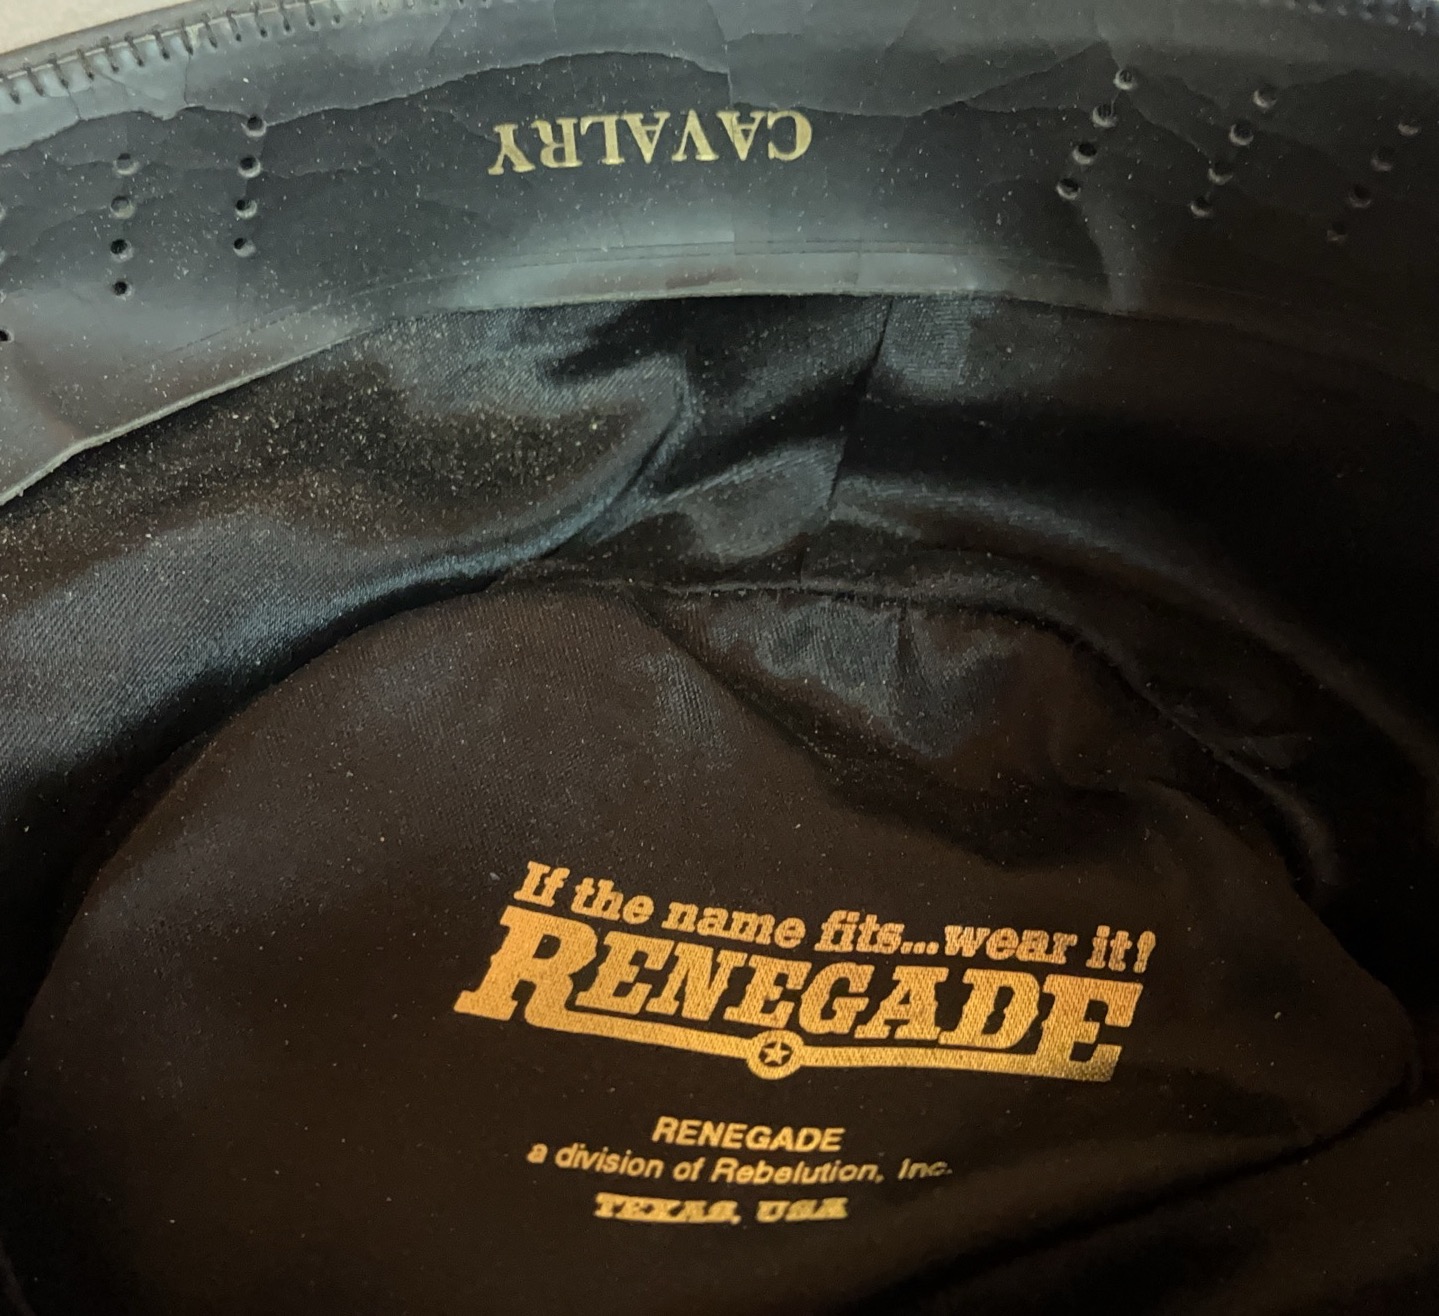 CAVALRY
If the name fits...wear it!
RENEGADE
RENEGADE
a division of Rebelution, Inc.
TEXAS, USA